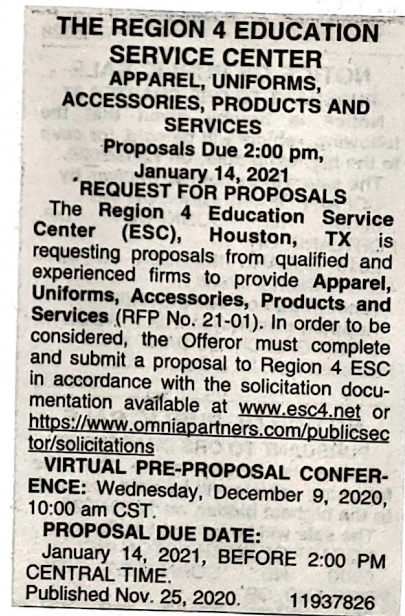 THE REGION 4 EDUCATION
SERVICE CENTER
APPAREL, UNIFORMS,
ACCESSORIES, PRODUCTS AND
SERVICES
Proposals Due 2:00 pm,
January 14, 2021
REQUEST FOR PROPOSALS
The Region 4 Education Service
Center (ESC), Houston, TX is
requesting proposals from qualified and
experienced firms to provide Apparel,
Uniforms, Accessories, Products and
Services (RFP No. 21-01). In order to be
considered, the Offeror must complete
and submit a proposal to Region 4 ESC
in accordance with the solicitation docu-
mentation available at www.esc4.net or
https://www.omniapartners.com/publicsec
tor/solicitations
VIRTUAL PRE-PROPOSAL CONFER-
ENCE: Wednesday, December 9, 2020,
10:00 am CST.
PROPOSAL DUE DATE:
January 14, 2021, BEFORE 2:00 PM
CENTRAL TIME.
Published Nov. 25, 2020. 11937826